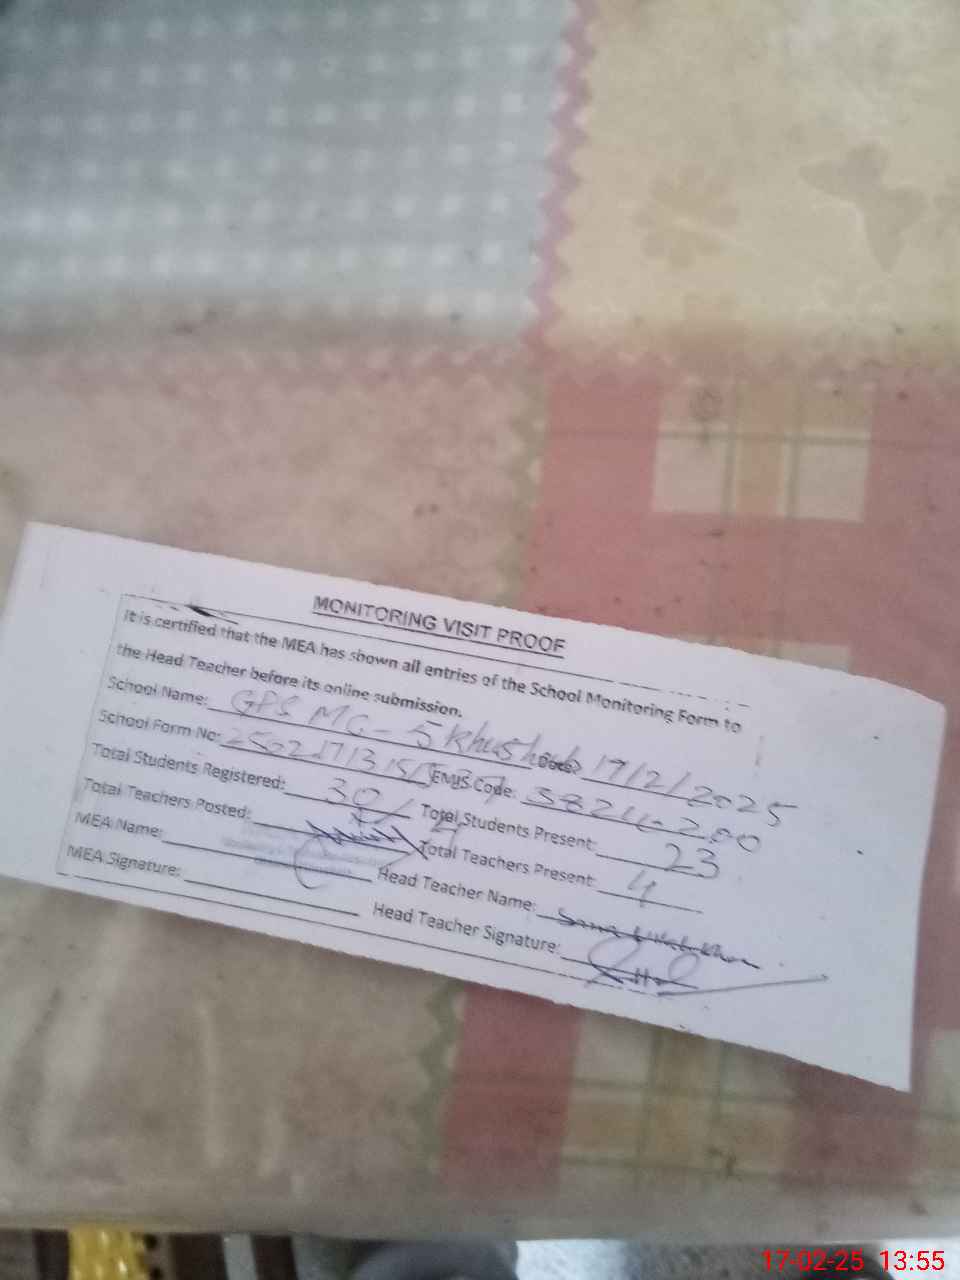 MONITORING VISIT PROOF
It is certified that the MEA has shown all entries of the School Monitoring Form to
the Head Teacher before its online submission.
School Name: GPS MC-5 Khushab Date: 17/2/2025
School Form No: EMIS Code:
Total Students Registered: 30 Total Students Present: 23
Total Teachers Posted: 4 Total Teachers Present: 4
MEA Name: Head Teacher Name:
MEA Signature: Head Teacher Signature:
17-02-25 13:55